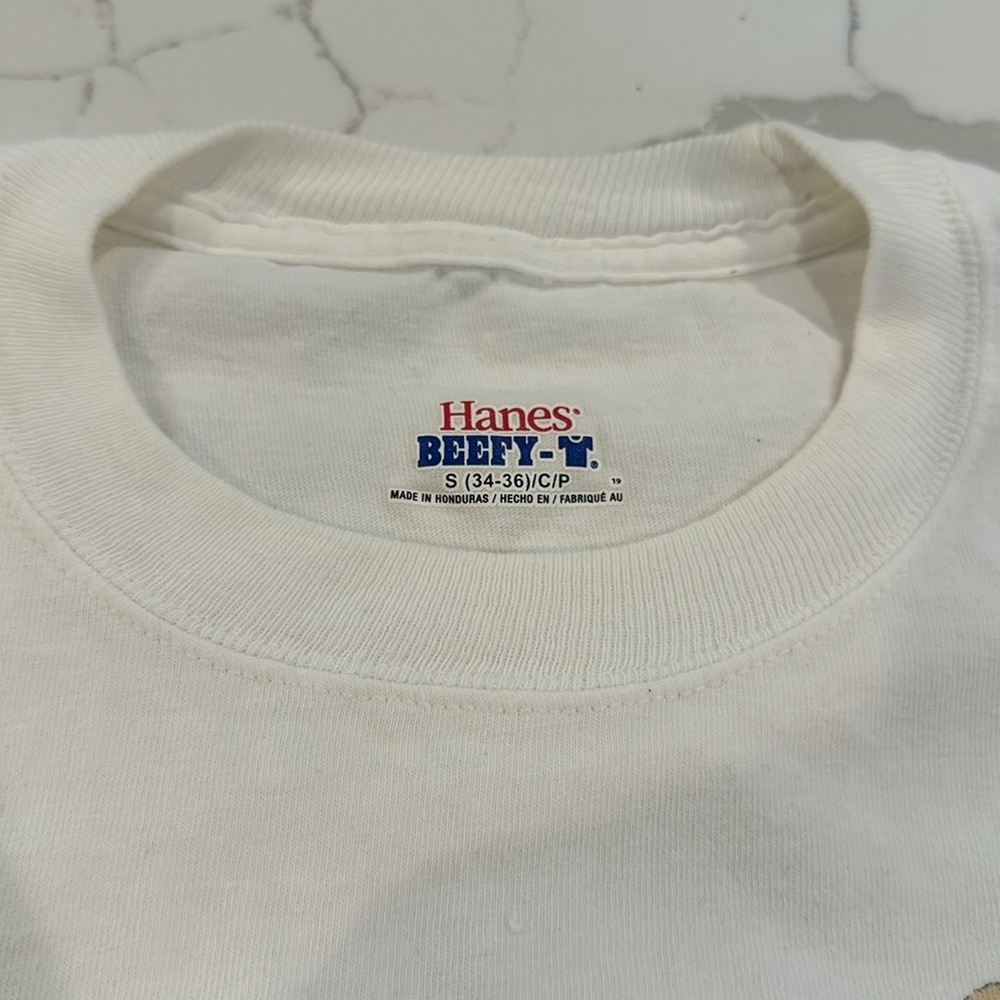 Hanes
BEEFY-T®
S (34-36)/C/P 19
MADE IN HONDURAS / HECHO EN / FABRIQUÉ AU